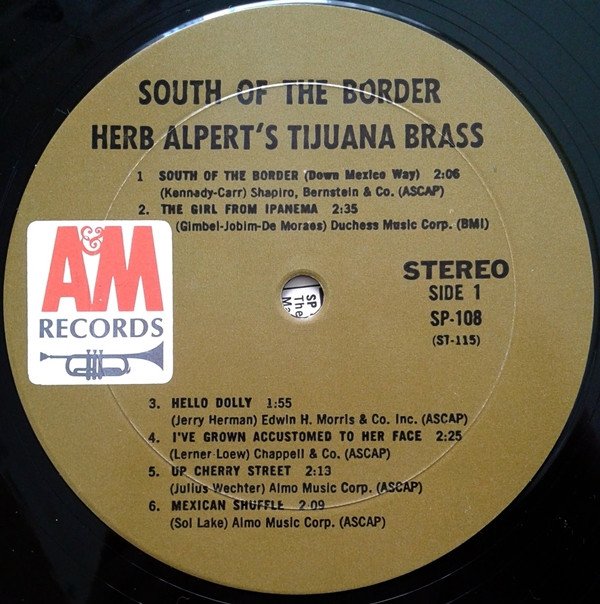 SOUTH OF THE BORDER
HERB ALPERT'S TIJUANA BRASS
1 SOUTH OF THE BORDER (Down Mexico Way) 2:06
(Kennady-Carr) Shapiro, Bernstein & Co. (ASCAP)
2. THE GIRL FROM IPANEMA 2:35
(Gimbel-Jobim-De Moraes) Duchess Music Corp. (BMI)
A&M
RECORDS
STEREO
SIDE 1
SP-108
(ST-115)
SP
The
Ma
3. HELLO DOLLY 1:55
(Jerry Herman) Edwin H. Morris & Co. Inc. (ASCAP)
4. I'VE GROWN ACCUSTOMED TO HER FACE 2:25
(Lerner-Loew) Chappell & Co. (ASCAP)
5. UP CHERRY STREET 2:13
(Julius Wechter) Almo Music Corp. (ASCAP)
6. MEXICAN SHUFFLE 2:09
(Sol Lake) Almo Music Corp. (ASCAP)